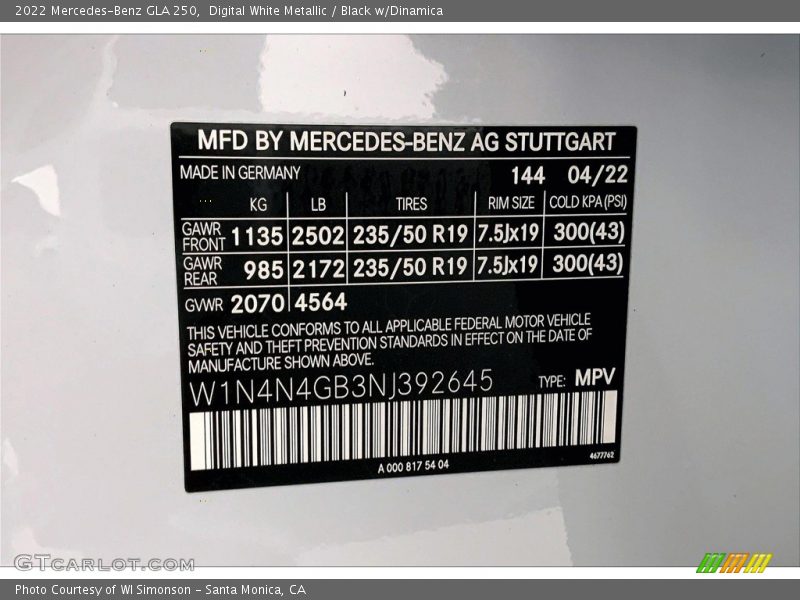 2022 Mercedes-Benz GLA 250,  Digital White Metallic / Black w/Dinamica
MFD BY MERCEDES-BENZ AG STUTTGART
MADE IN GERMANY 144 04/22
KG LB TIRES RIM SIZE COLD KPA (PSI)
GAWR FRONT 1135 2502 235/50 R19 7.5Jx19 300(43)
GAWR REAR 985 2172 235/50 R19 7.5Jx19 300(43)
GVWR 2070 4564
THIS VEHICLE CONFORMS TO ALL APPLICABLE FEDERAL MOTOR VEHICLE
SAFETY AND THEFT PREVENTION STANDARDS IN EFFECT ON THE DATE OF
MANUFACTURE SHOWN ABOVE.
W1N4N4GB3NJ392645 TYPE: MPV
A 000 817 54 04 4677762
GTCARLOT.COM
Photo Courtesy of WI Simonson - Santa Monica, CA